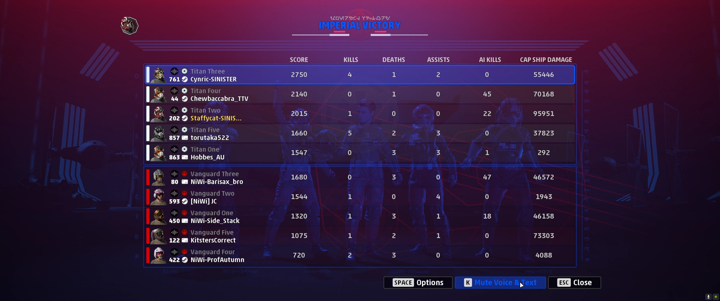 IMPERIAL VICTORY
SCORE KILLS DEATHS ASSISTS AI KILLS CAP SHIP DAMAGE
Titan Three
761 Cynric-SINISTER 2750 4 1 2 0 55446
Titan Four
44 Chewbaccabra_TTV 2140 0 1 0 45 70168
Titan Two
202 Staffycat-SINIS... 2015 1 0 0 22 95951
Titan Five
857 torutaka522 1660 5 2 3 0 37823
Titan One
863 Hobbes_AU 1547 0 3 3 1 292
Vanguard Three
80 NiWi-Barisax_bro 1680 0 3 0 47 46572
Vanguard Two
593 [NiWi] JC 1544 1 0 4 0 1943
Vanguard One
450 NiWi-Side_Stack 1320 1 3 1 18 46158
Vanguard Five
122 KitstersCorrect 1075 1 2 1 0 73303
Vanguard Four
422 NiWi-ProfAutumn 720 2 3 0 0 4088
SPACE Options K Mute Voice & Text ESC Close